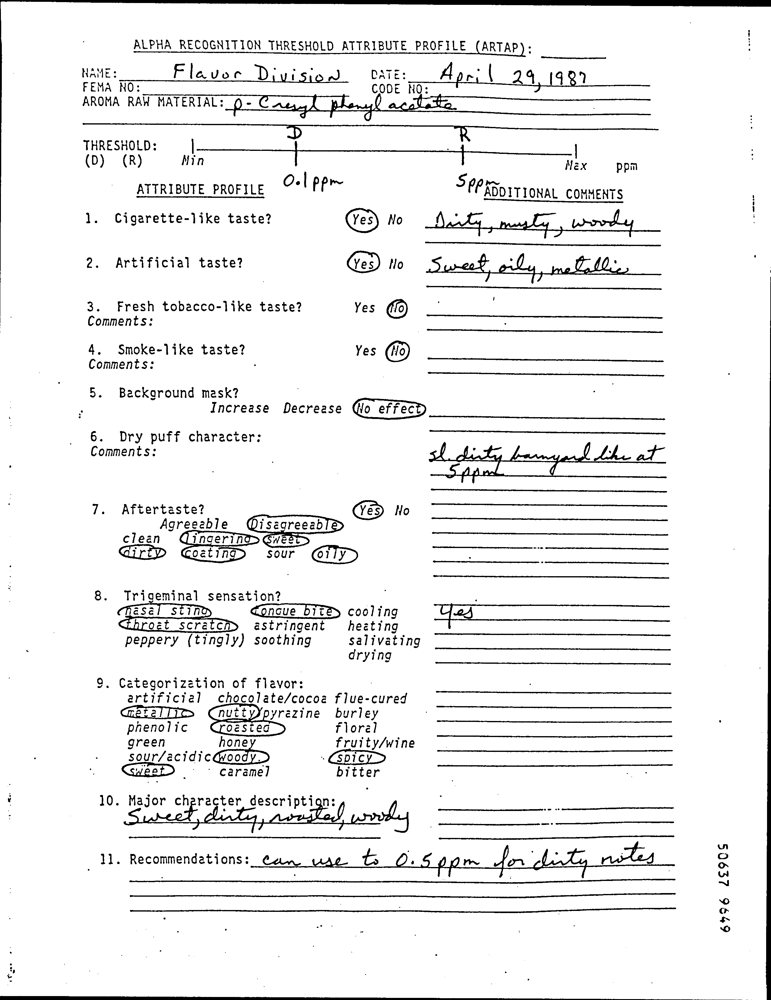 ALPHA RECOGNITION THRESHOLD ATTRIBUTE PROFILE (ARTAP):
NAME: Flavor Division DATE: April 29, 1987
FEMA NO: CODE NO:
AROMA RAW MATERIAL: p-Cresyl phenyl acetate
D R
THRESHOLD:
(D) (R) Min Max ppm
0.1 ppm 5ppm
ATTRIBUTE PROFILE ADDITIONAL COMMENTS
1. Cigarette-like taste? Yes No Dirty, musty, woody
2. Artificial taste? Yes No Sweet, oily, metallic
3. Fresh tobacco-like taste? Yes No
Comments:
4. Smoke-like taste? Yes No
Comments:
5. Background mask?
Increase Decrease No effect
6. Dry puff character:
Comments: sl. dirty barnyard like at
5ppm
7. Aftertaste? Yes No
Agreeable Disagreeable
clean lingering sweet
dirty coating sour oily
8. Trigeminal sensation?
nasal sting tongue bite cooling yes
throat scratch astringent heating
peppery (tingly) soothing salivating
drying
9. Categorization of flavor:
artificial chocolate/cocoa flue-cured
metallic nutty/pyrazine burley
phenolic roasted floral
green honey fruity/wine
sour/acidic woody spicy
sweet caramel bitter
10. Major character description:
Sweet, dirty, roasted, woody
11. Recommendations: can use to 0.5 ppm for dirty notes
50637 9649